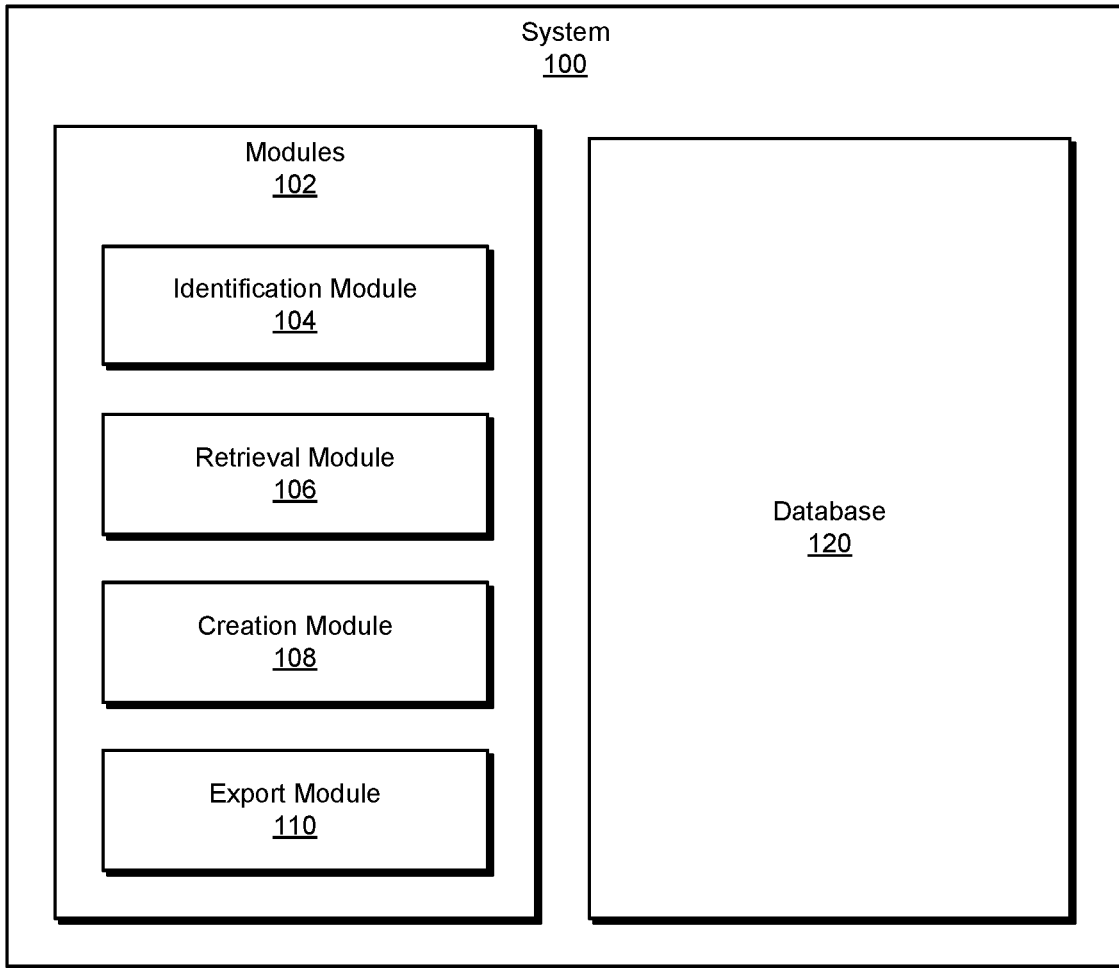 System
100
Modules
102
Identification Module
104
Retrieval Module
106
Creation Module
108
Export Module
110
Database
120